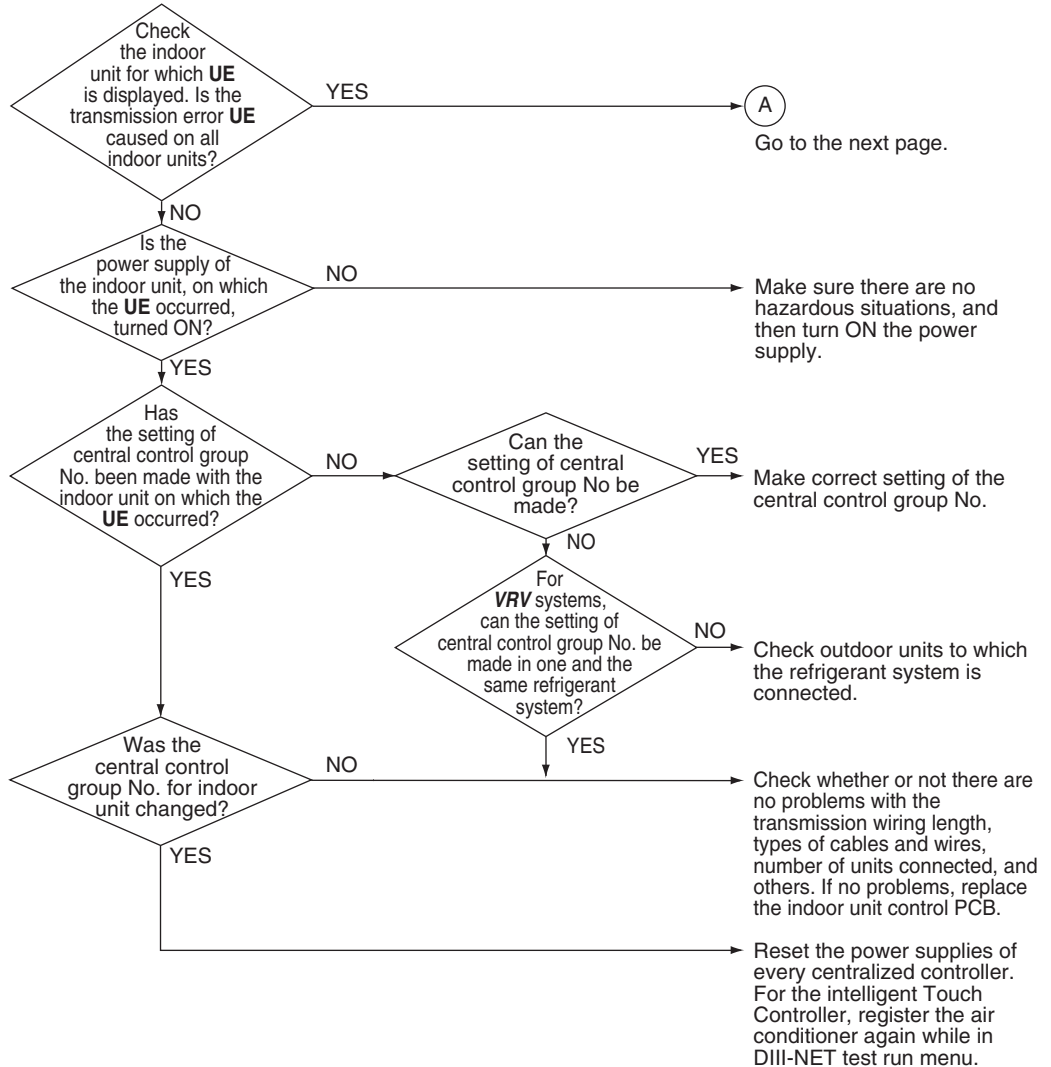 Check
the indoor
unit for which UE
is displayed. Is the
transmission error UE
caused on all
indoor units?
YES
A
Go to the next page.
NO
Is the
power supply of
the indoor unit, on which
the UE occurred,
turned ON?
NO
Make sure there are no
hazardous situations, and
then turn ON the power
supply.
YES
Has
the setting of
central control group
No. been made with the
indoor unit on which the
UE occurred?
NO
Can the
setting of central
control group No be
made?
YES
Make correct setting of the
central control group No.
NO
YES
For
VRV systems,
can the setting of
central control group No. be
made in one and the
same refrigerant
system?
NO
Check outdoor units to which
the refrigerant system is
connected.
YES
Was the
central control
group No. for indoor
unit changed?
NO
Check whether or not there are
no problems with the
transmission wiring length,
types of cables and wires,
number of units connected, and
others. If no problems, replace
the indoor unit control PCB.
YES
Reset the power supplies of
every centralized controller.
For the intelligent Touch
Controller, register the air
conditioner again while in
DIII-NET test run menu.